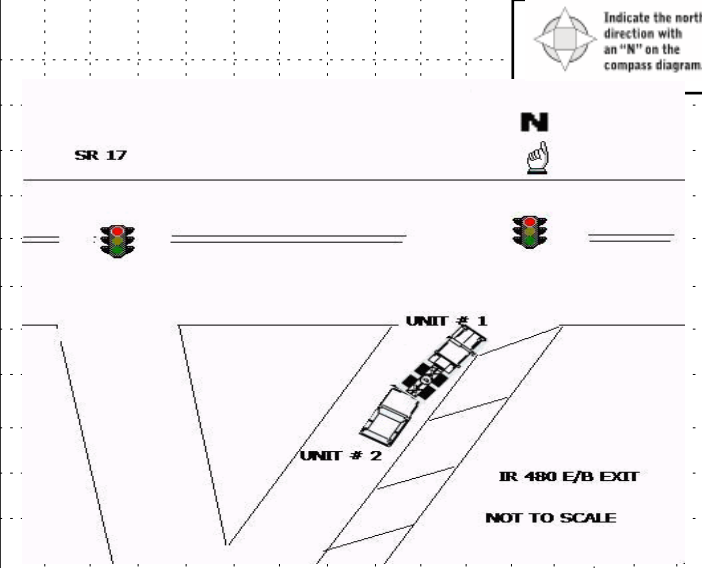 Indicate the north
direction with
an "N" on the
compass diagram.
N
SR 17
UNIT # 1
UNIT # 2
IR 480 E/B EXIT
NOT TO SCALE